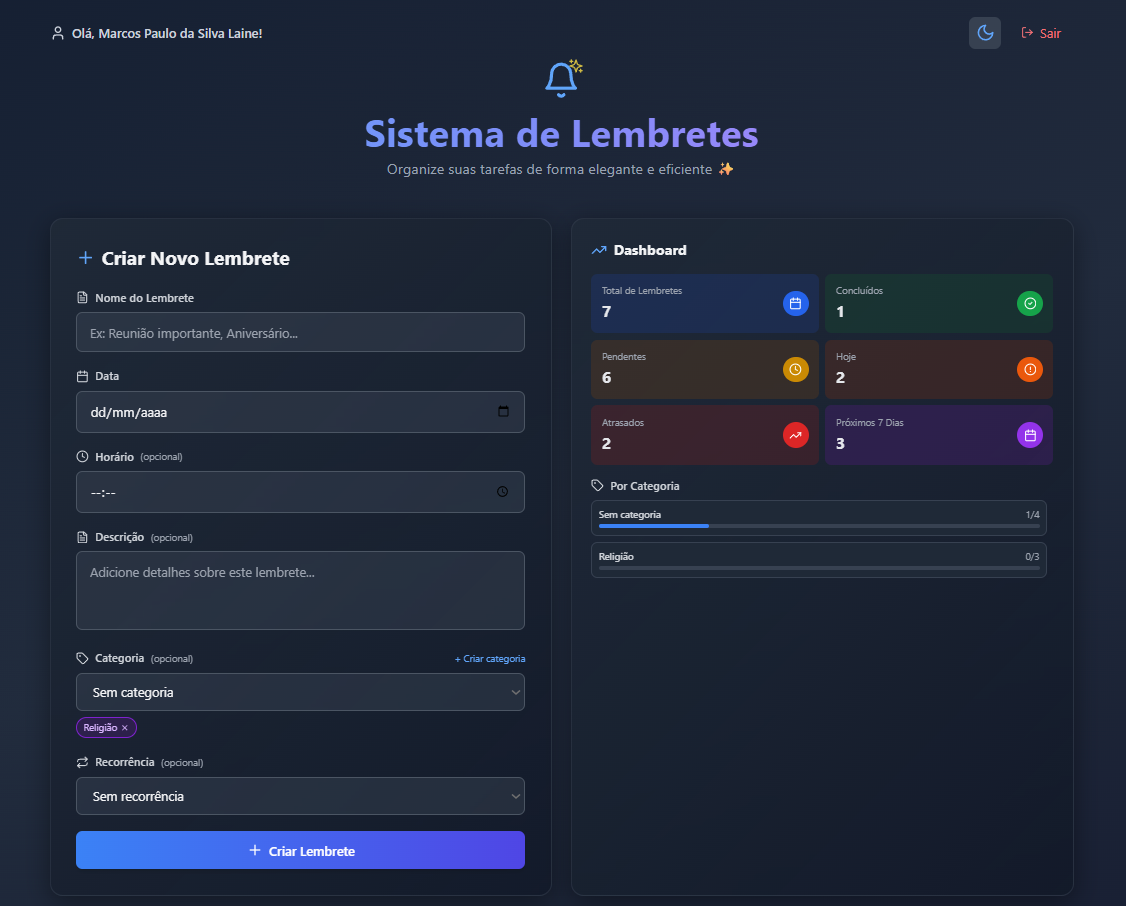 Olá, Marcos Paulo da Silva Laine!
Sair
Sistema de Lembretes
Organize suas tarefas de forma elegante e eficiente ✨
Criar Novo Lembrete
Nome do Lembrete
Ex: Reunião importante, Aniversário...
Data
dd/mm/aaaa
Horário (opcional)
--:--
Descrição (opcional)
Adicione detalhes sobre este lembrete...
Categoria (opcional)
+ Criar categoria
Sem categoria
Religião ×
Recorrência (opcional)
Sem recorrência
Criar Lembrete
Dashboard
Total de Lembretes
7
Concluídos
1
Pendentes
6
Hoje
2
Atrasados
2
Próximos 7 Dias
3
Por Categoria
Sem categoria 1/4
Religião 0/3